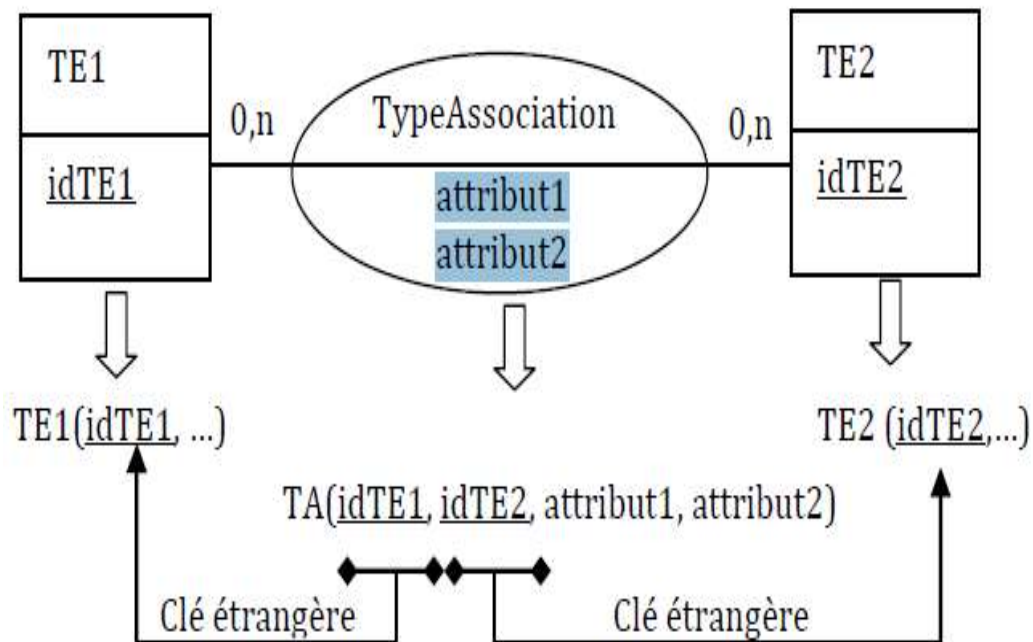 TE1
idTE1
0,n
TypeAssociation
attribut1
attribut2
0,n
TE2
idTE2
TE1(idTE1, ...)
TE2 (idTE2,...)
TA(idTE1, idTE2, attribut1, attribut2)
Clé étrangère
Clé étrangère